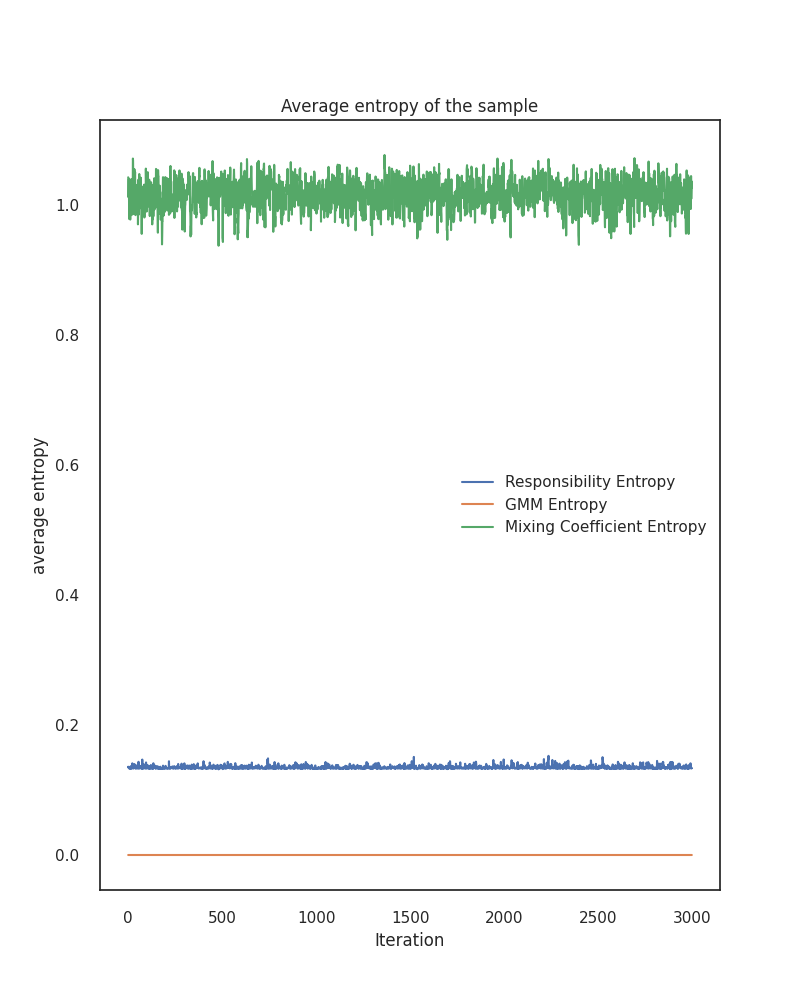 Average entropy of the sample
1.0
0.8
0.6
0.4
0.2
0.0
average entropy
Responsibility Entropy
GMM Entropy
Mixing Coefficient Entropy
0 500 1000 1500 2000 2500 3000
Iteration